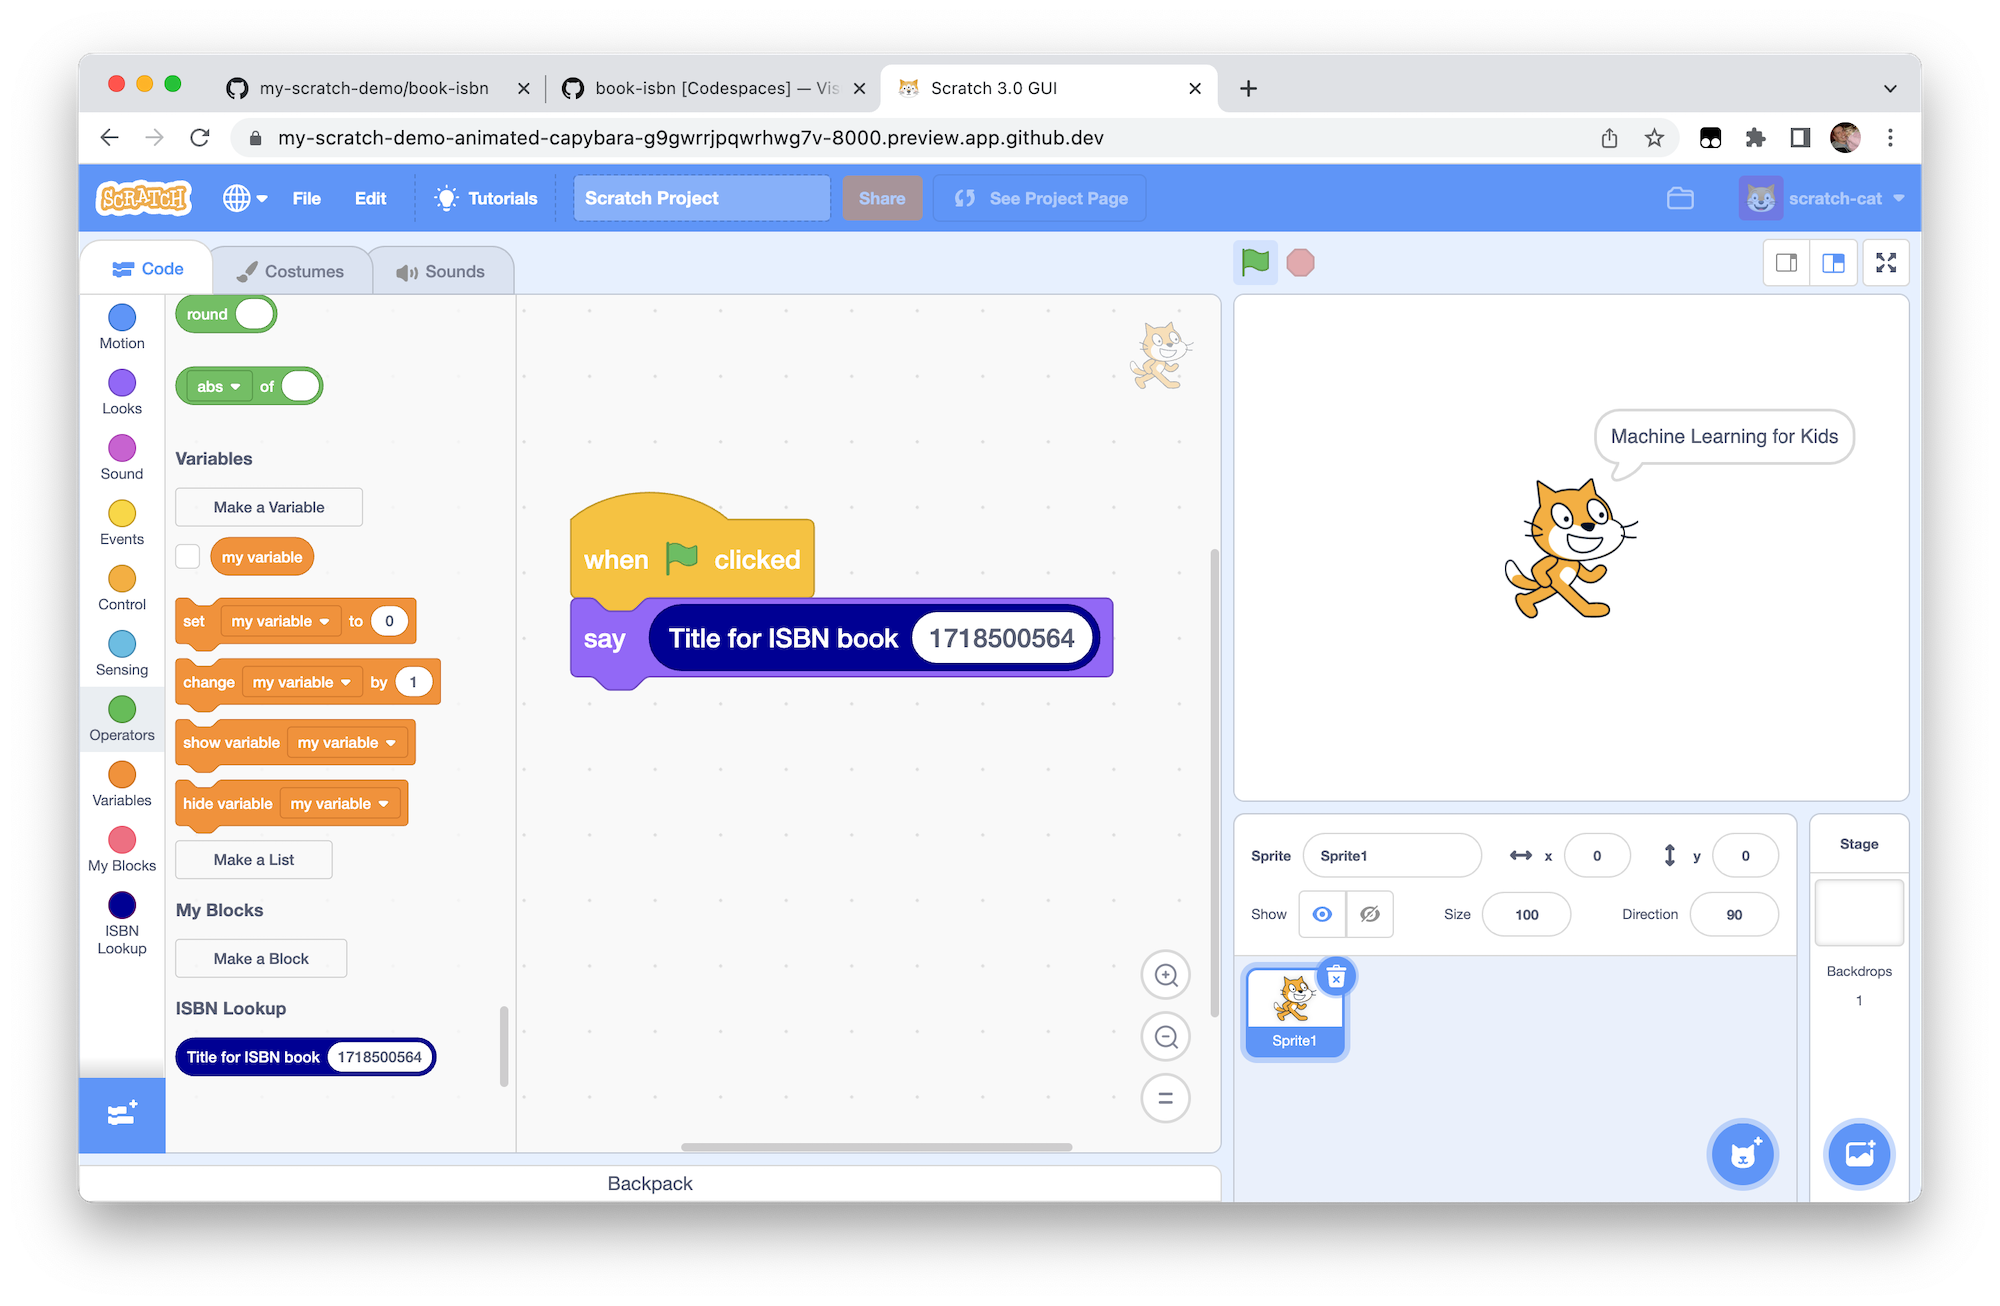 my-scratch-demo/book-isbn
book-isbn [Codespaces] — Vis
Scratch 3.0 GUI
my-scratch-demo-animated-capybara-g9gwrrjpqwrhwg7v-8000.preview.app.github.dev
SCRATCH
File
Edit
Tutorials
Scratch Project
Share
See Project Page
scratch-cat
Code
Costumes
Sounds
Motion
Looks
Sound
Events
Control
Sensing
Operators
Variables
My Blocks
ISBN
Lookup
round
abs of
Variables
Make a Variable
my variable
set my variable to 0
change my variable by 1
show variable my variable
hide variable my variable
Make a List
My Blocks
Make a Block
ISBN Lookup
Title for ISBN book 1718500564
when clicked
say Title for ISBN book 1718500564
Backpack
Machine Learning for Kids
Sprite Sprite1 x 0 y 0
Show Size 100 Direction 90
Sprite1
Stage
Backdrops
1